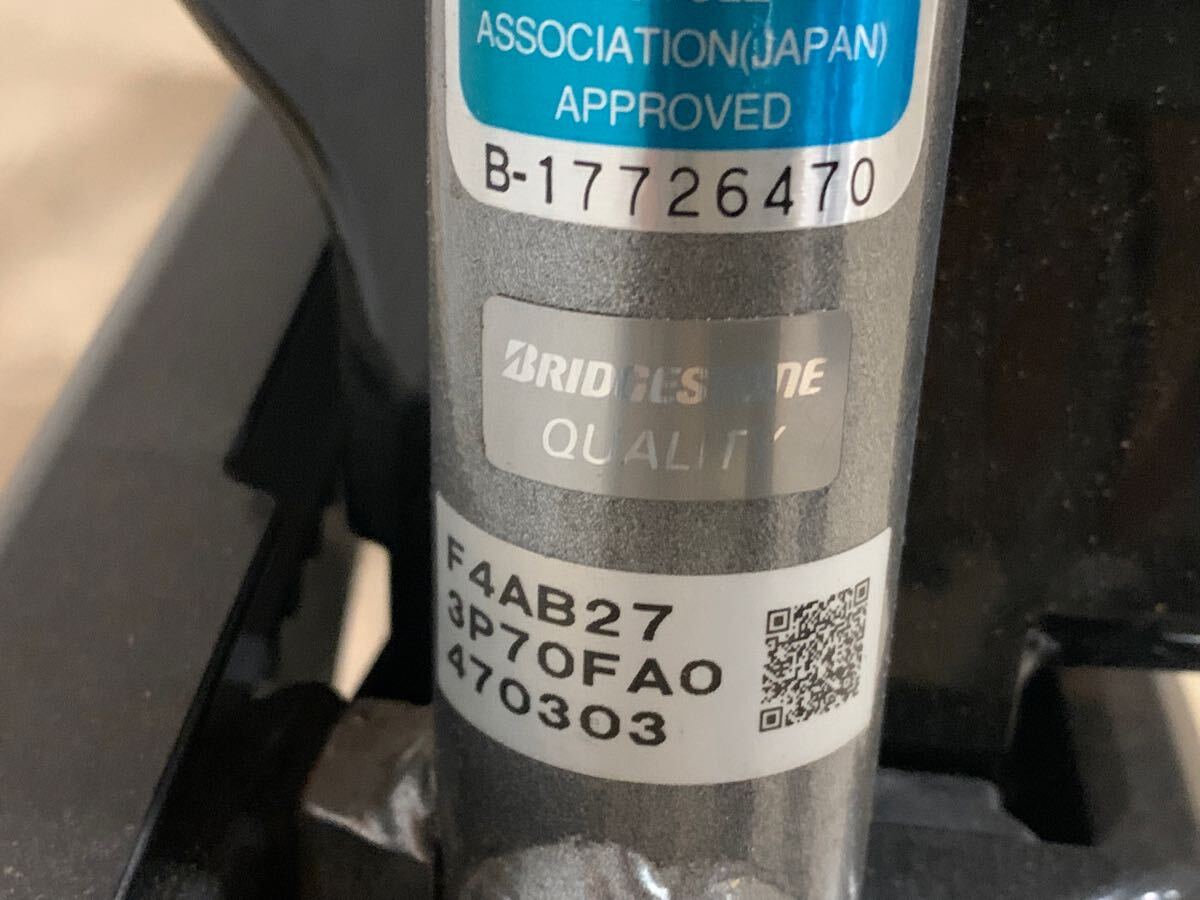 ASSOCIATION(JAPAN)
APPROVED
B-17726470
BRIDGESTONE
QUALITY
F4AB27
3P70FA0
470303